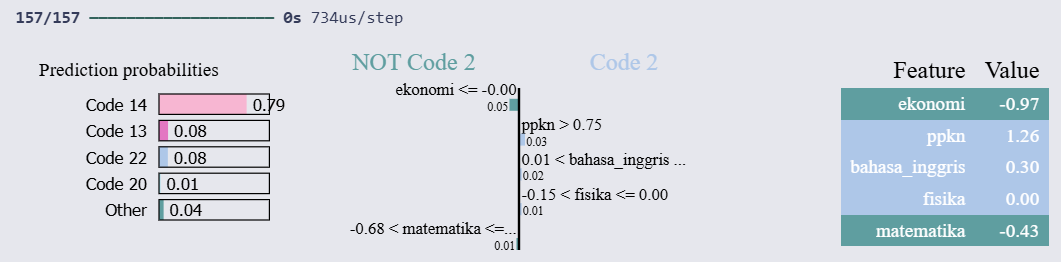 157/157 ━━━━━━━━━━━━━━━━━━━━ 0s 734us/step
Prediction probabilities
Code 14 0.79
Code 13 0.08
Code 22 0.08
Code 20 0.01
Other 0.04
NOT Code 2 Code 2
ekonomi <= -0.00
0.05
ppkn > 0.75
0.03
0.01 < bahasa_inggris ...
0.02
-0.15 < fisika <= 0.00
0.01
-0.68 < matematika <=...
0.01
Feature Value
ekonomi -0.97
ppkn 1.26
bahasa_inggris 0.30
fisika 0.00
matematika -0.43